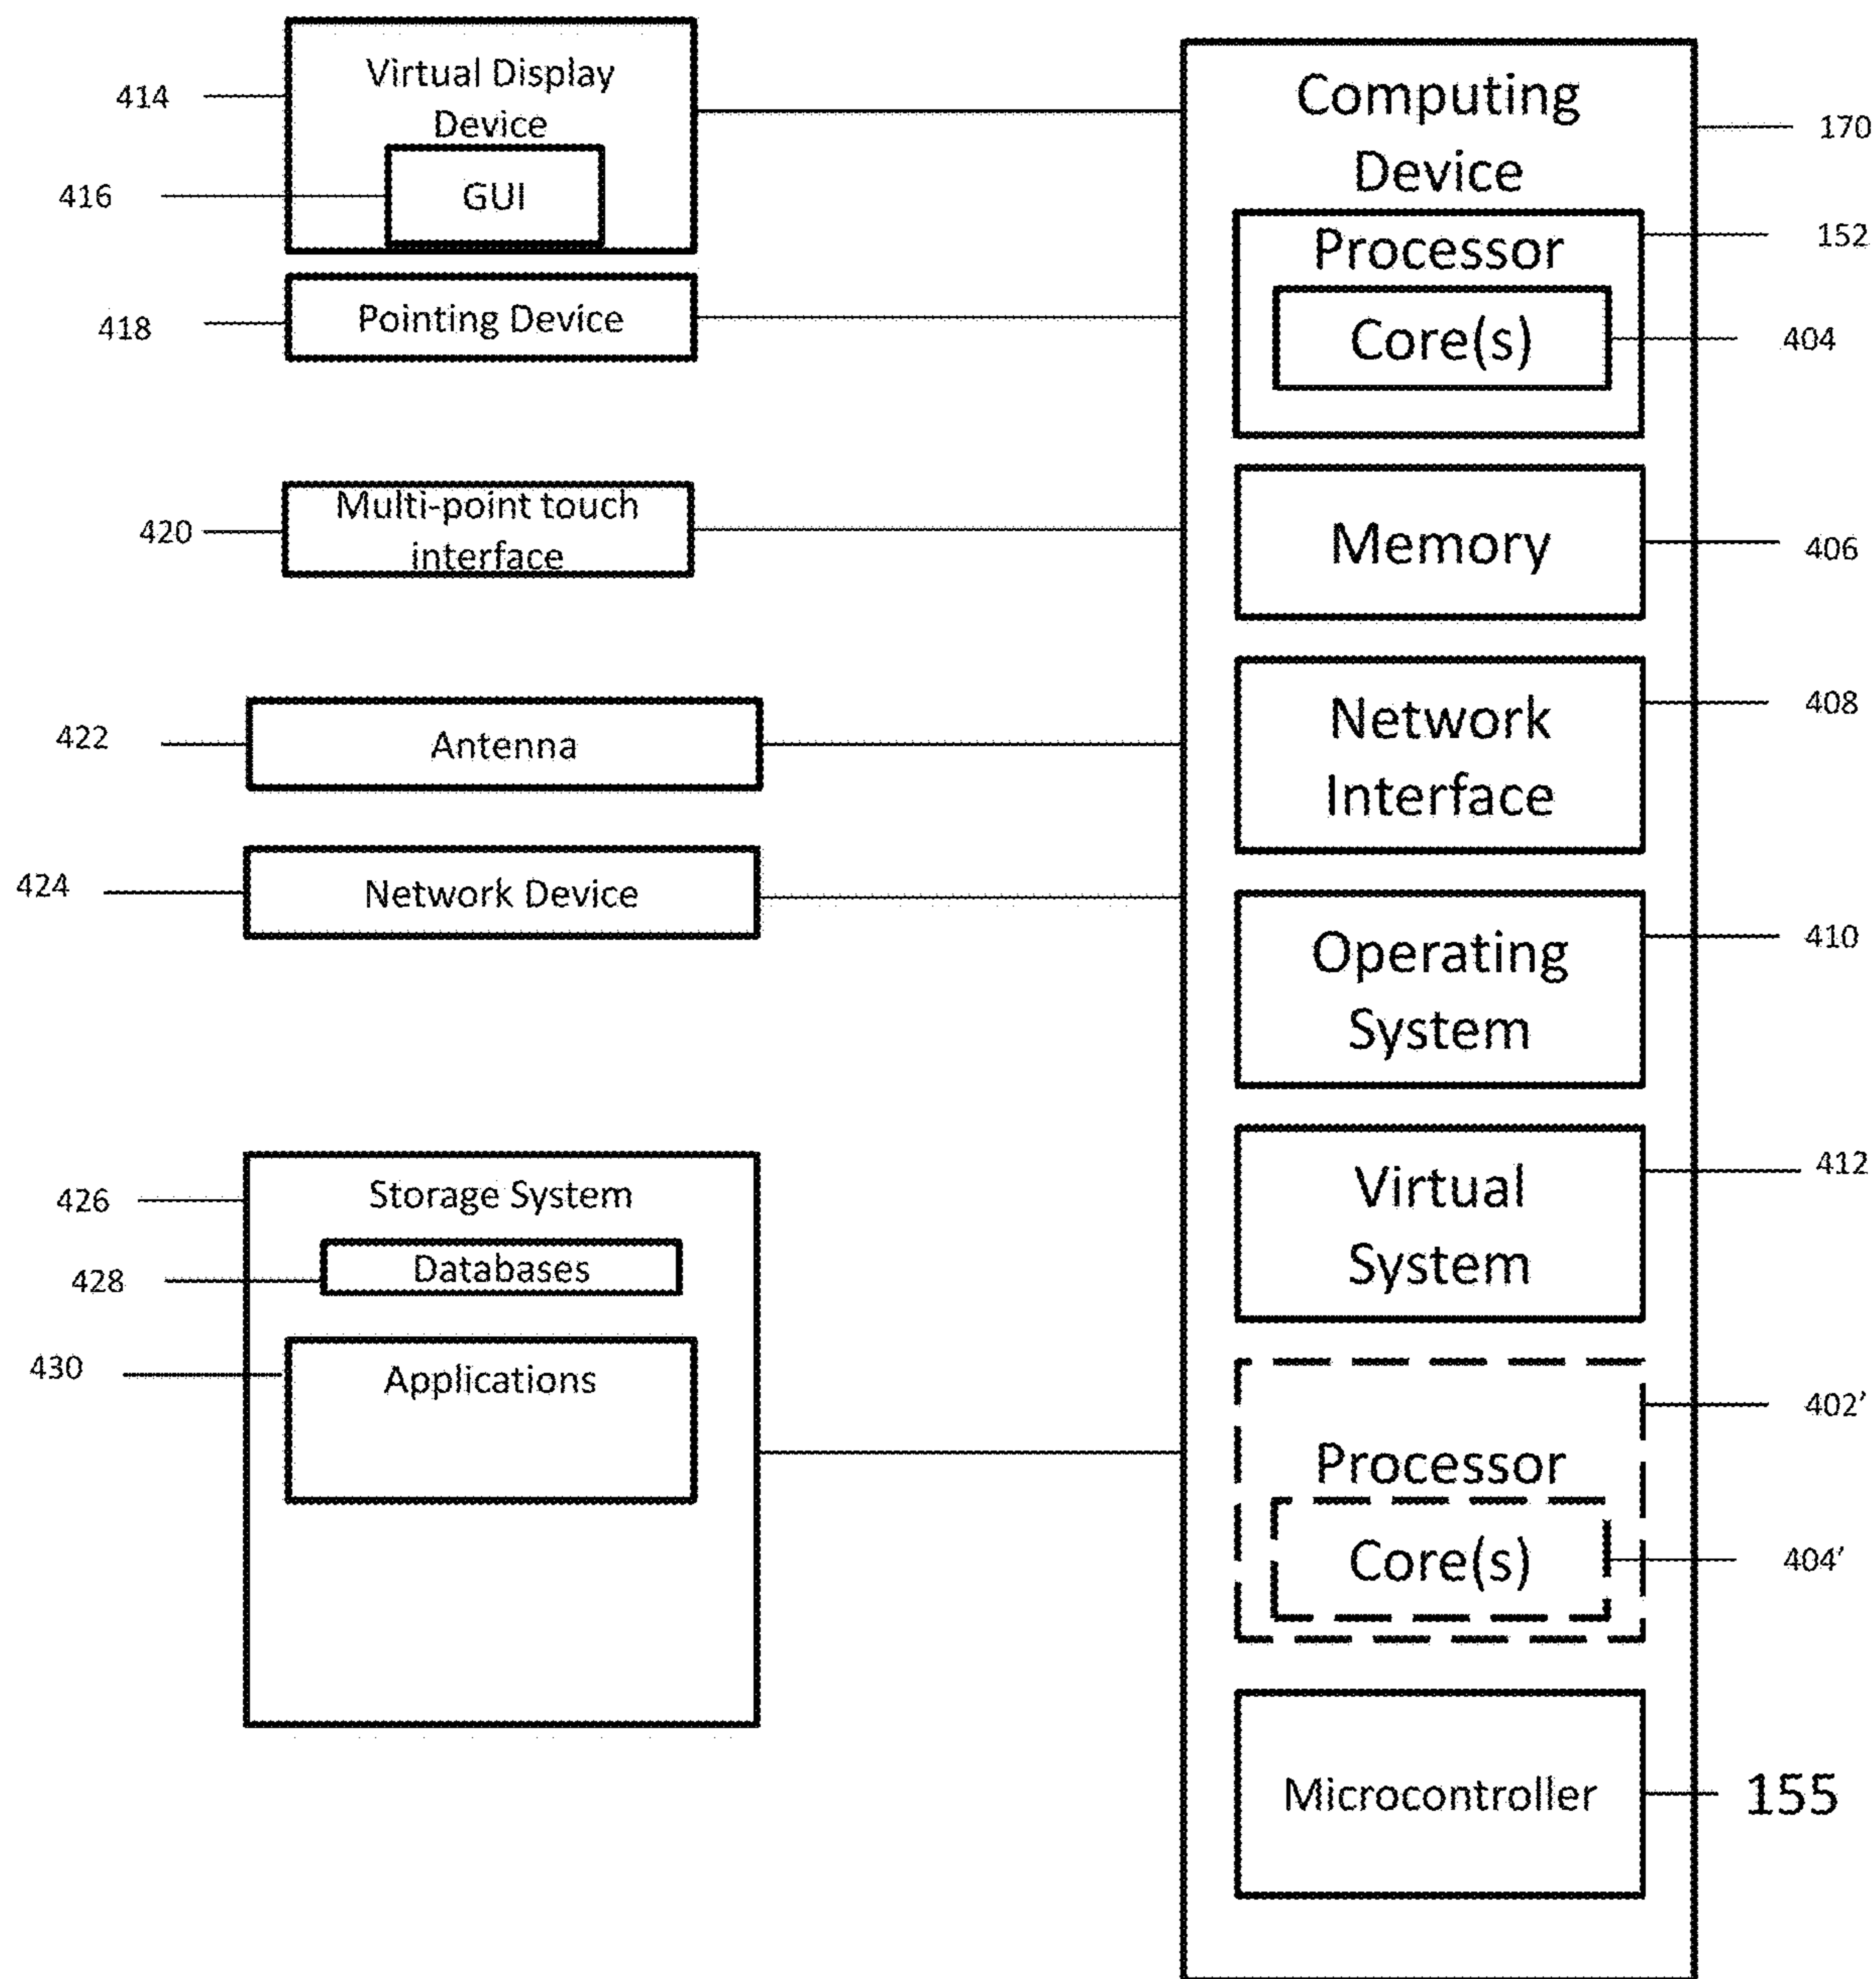 414
Virtual Display
Device
416
GUI
418
Pointing Device
420
Multi-point touch
interface
422
Antenna
424
Network Device
426
Storage System
428
Databases
430
Applications
Computing
Device
170
Processor
152
Core(s)
404
Memory
406
Network
Interface
408
Operating
System
410
Virtual
System
412
Processor
402’
Core(s)
404’
Microcontroller
155